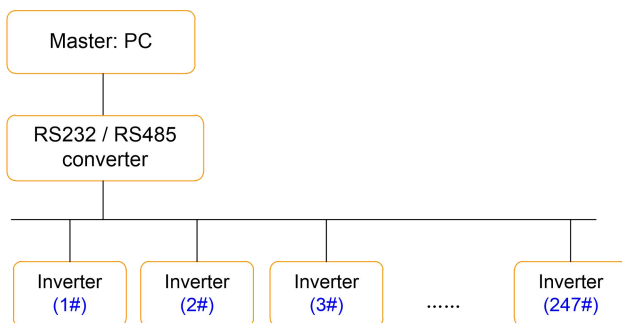 Master: PC
RS232 / RS485
converter
Inverter
(1#)
Inverter
(2#)
Inverter
(3#)
......
Inverter
(247#)